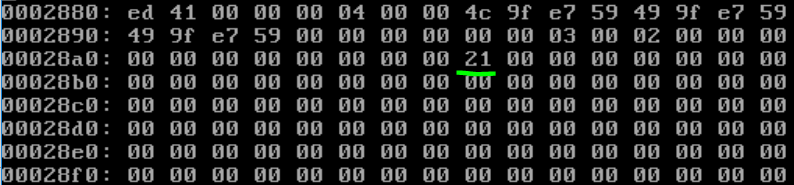 0002880: ed 41 00 00 00 04 00 00 4c 9f e7 59 49 9f e7 59
0002890: 49 9f e7 59 00 00 00 00 00 00 03 00 02 00 00 00
00028a0: 00 00 00 00 00 00 00 00 21 00 00 00 00 00 00 00
00028b0: 00 00 00 00 00 00 00 00 00 00 00 00 00 00 00 00
00028c0: 00 00 00 00 00 00 00 00 00 00 00 00 00 00 00 00
00028d0: 00 00 00 00 00 00 00 00 00 00 00 00 00 00 00 00
00028e0: 00 00 00 00 00 00 00 00 00 00 00 00 00 00 00 00
00028f0: 00 00 00 00 00 00 00 00 00 00 00 00 00 00 00 00